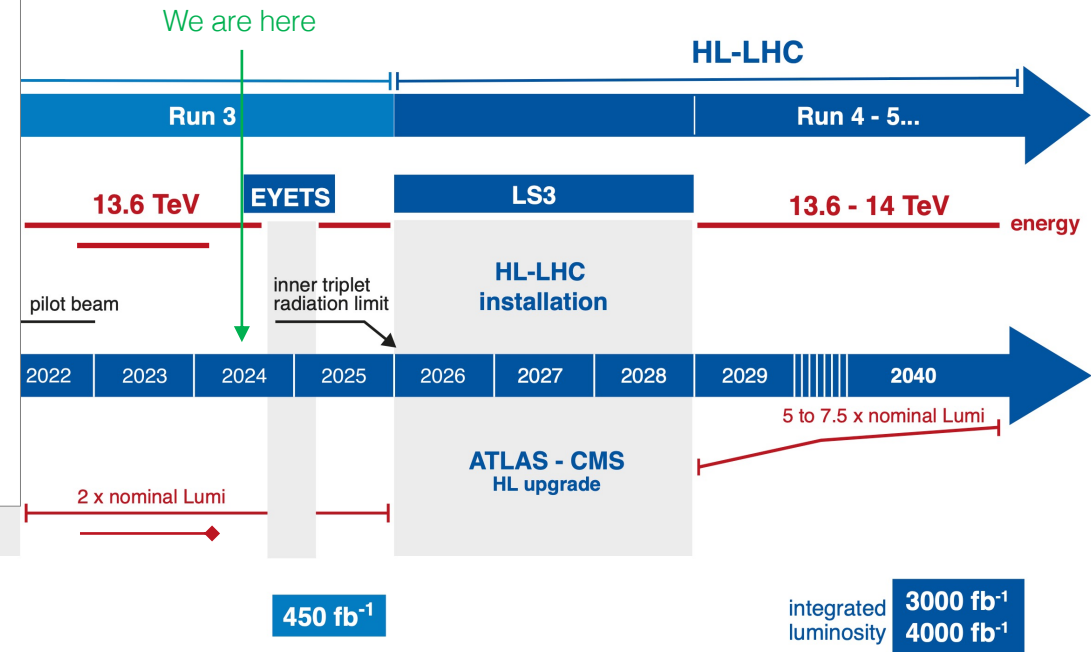 We are here
HL-LHC
Run 3
Run 4 - 5...
13.6 TeV
EYETS
LS3
13.6 - 14 TeV
energy
HL-LHC
installation
inner triplet
radiation limit
pilot beam
2022 2023 2024 2025 2026 2027 2028 2029 2040
5 to 7.5 x nominal Lumi
ATLAS - CMS
HL upgrade
2 x nominal Lumi
450 fb⁻¹
integrated
luminosity
3000 fb⁻¹
4000 fb⁻¹